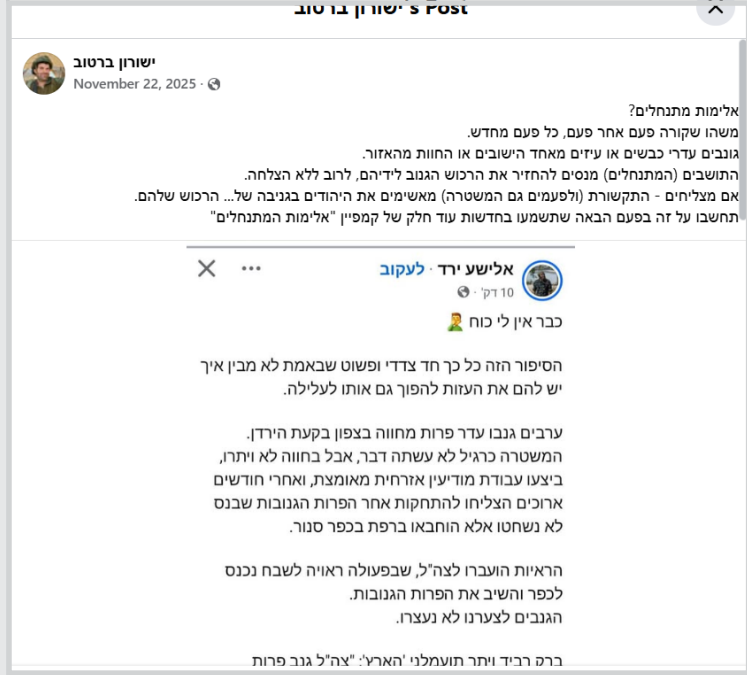 ישורון ברטוב's Post
ישורון ברטוב
November 22, 2025 ·
אלימות מתנחלים?
משהו שקורה פעם אחר פעם, כל פעם מחדש.
גונבים עדרי כבשים או עיזים מאחד הישובים או החוות מהאזור.
התושבים (המתנחלים) מנסים להחזיר את הרכוש הגנוב לידיהם, לרוב ללא הצלחה.
אם מצליחים - התקשורת (ולפעמים גם המשטרה) מאשימים את היהודים בגניבה של... הרכוש שלהם.
תחשבו על זה בפעם הבאה שתשמעו בחדשות עוד חלק של קמפיין "אלימות המתנחלים"
אלישע ירד · לעקוב
10 דק' ·
כבר אין לי כוח 🤦‍♂️
הסיפור הזה כל כך חד צדדי ופשוט שבאמת לא מבין איך
יש להם את העזות להפוך גם אותו לעלילה.
ערבים גנבו עדר פרות מחווה בצפון בקעת הירדן.
המשטרה כרגיל לא עשתה דבר, אבל בחווה לא ויתרו,
ביצעו עבודת מודיעין אזרחית מאומצת, ואחרי חודשים
ארוכים הצליחו להתחקות אחר הפרות הגנובות שבנס
לא נשחטו אלא הוחבאו ברפת בכפר סנור.
הראיות הועברו לצה"ל, שבפעולה ראויה לשבח נכנס
לכפר והשיב את הפרות הגנובות.
הגנבים לצערנו לא נעצרו.
ברק רביד ויתר תועמלני 'הארץ': "צה"ל גנב פרות